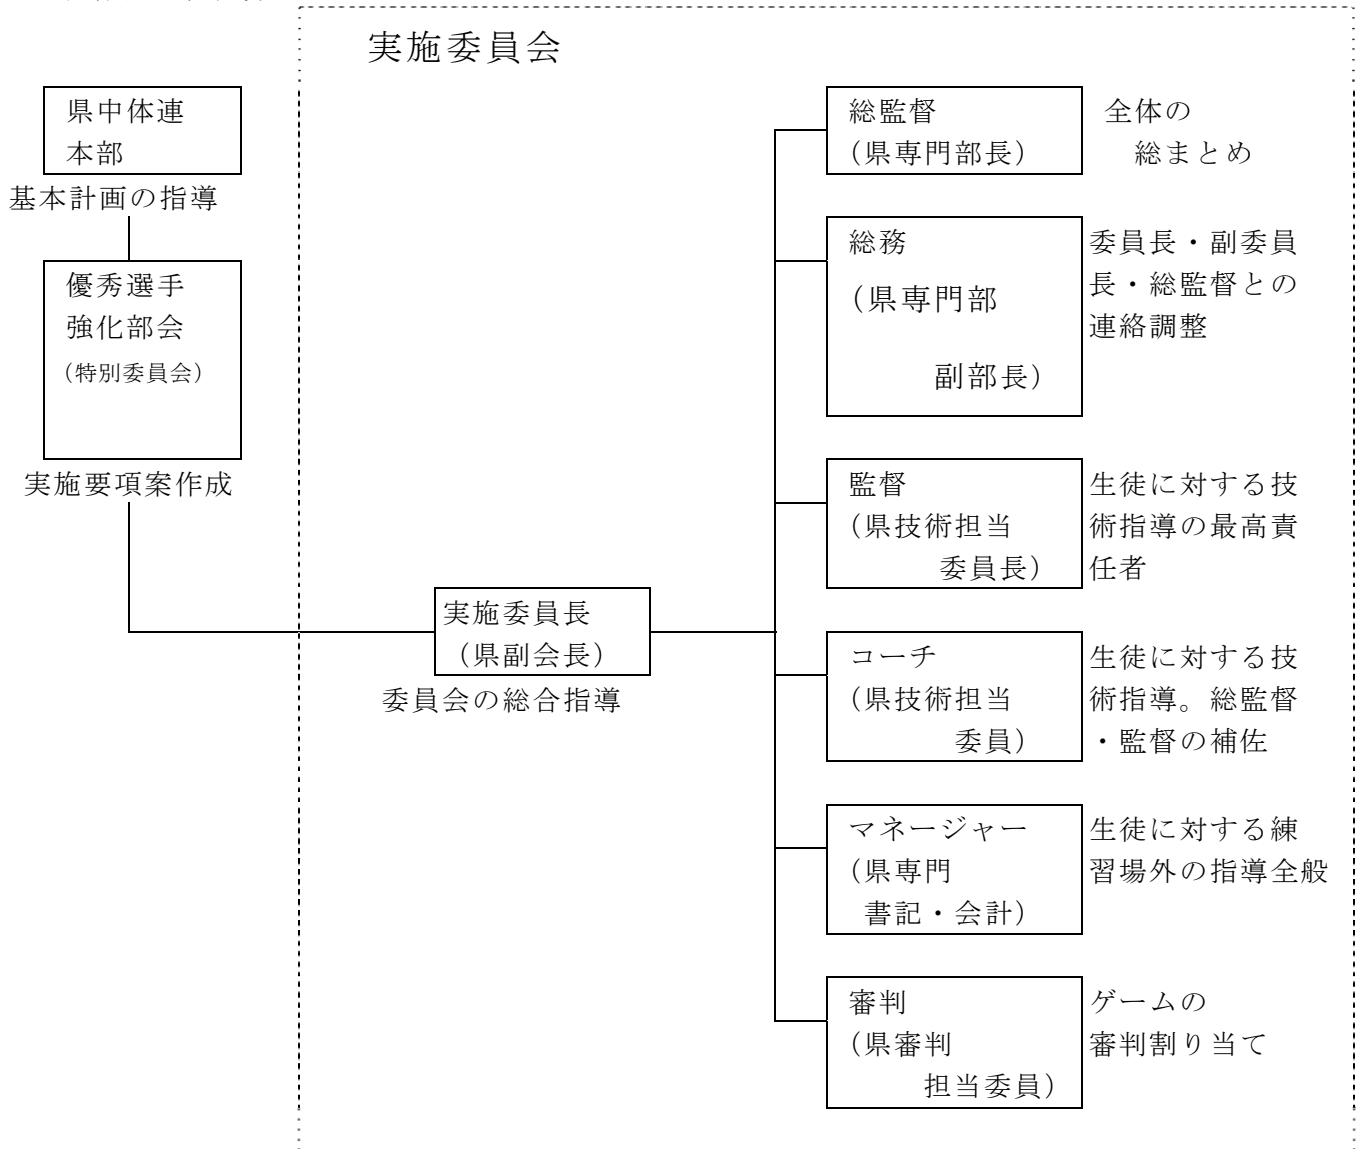 実施委員会
県中体連
本部
基本計画の指導
優秀選手
強化部会
（特別委員会）
実施要項案作成
実施委員長
（県副会長）
委員会の総合指導
総監督
（県専門部長）
全体の
総まとめ
総務
（県専門部
副部長）
委員長・副委員
長・総監督との
連絡調整
監督
（県技術担当
委員長）
生徒に対する技
術指導の最高責
任者
コーチ
（県技術担当
委員）
生徒に対する技
術指導。総監督
・監督の補佐
マネージャー
（県専門
書記・会計）
生徒に対する練
習場外の指導全般
審判
（県審判
担当委員）
ゲームの
審判割り当て